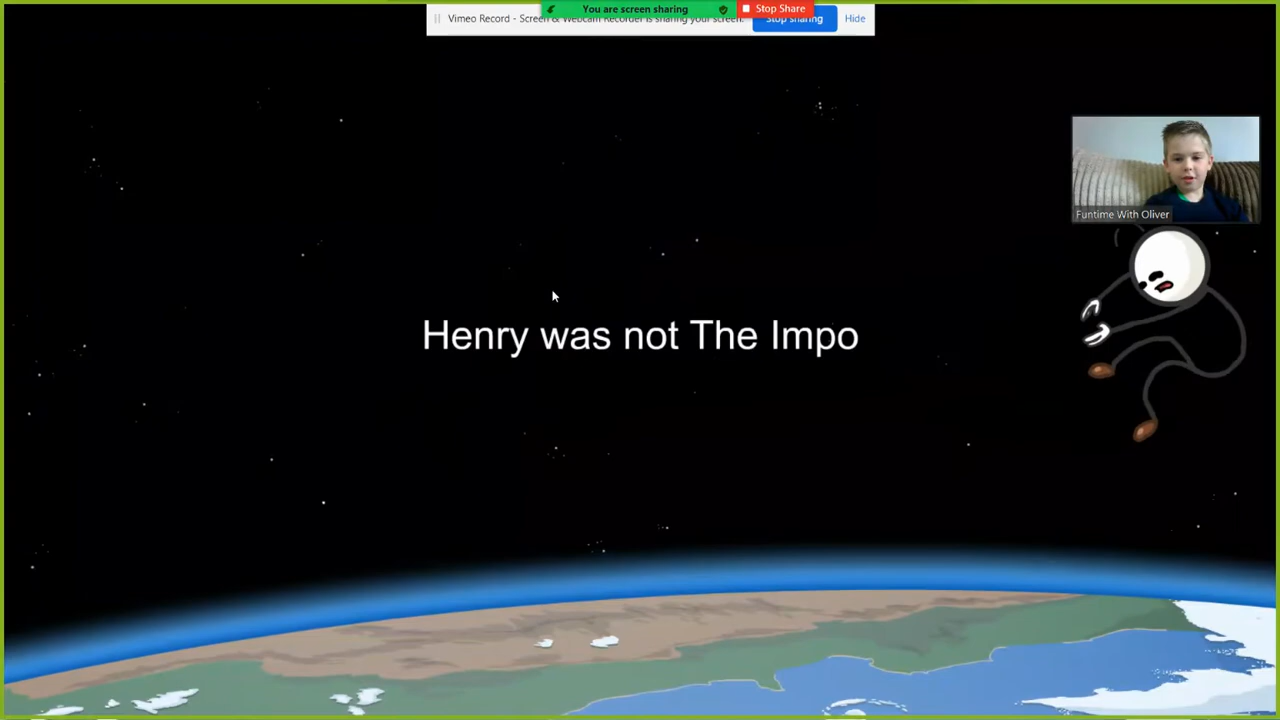 You are screen sharing
Stop Share
Vimeo Record - Screen & Webcam Recorder is sharing your screen.
Stop sharing
Hide
Funtime With Oliver
Henry was not The Impo